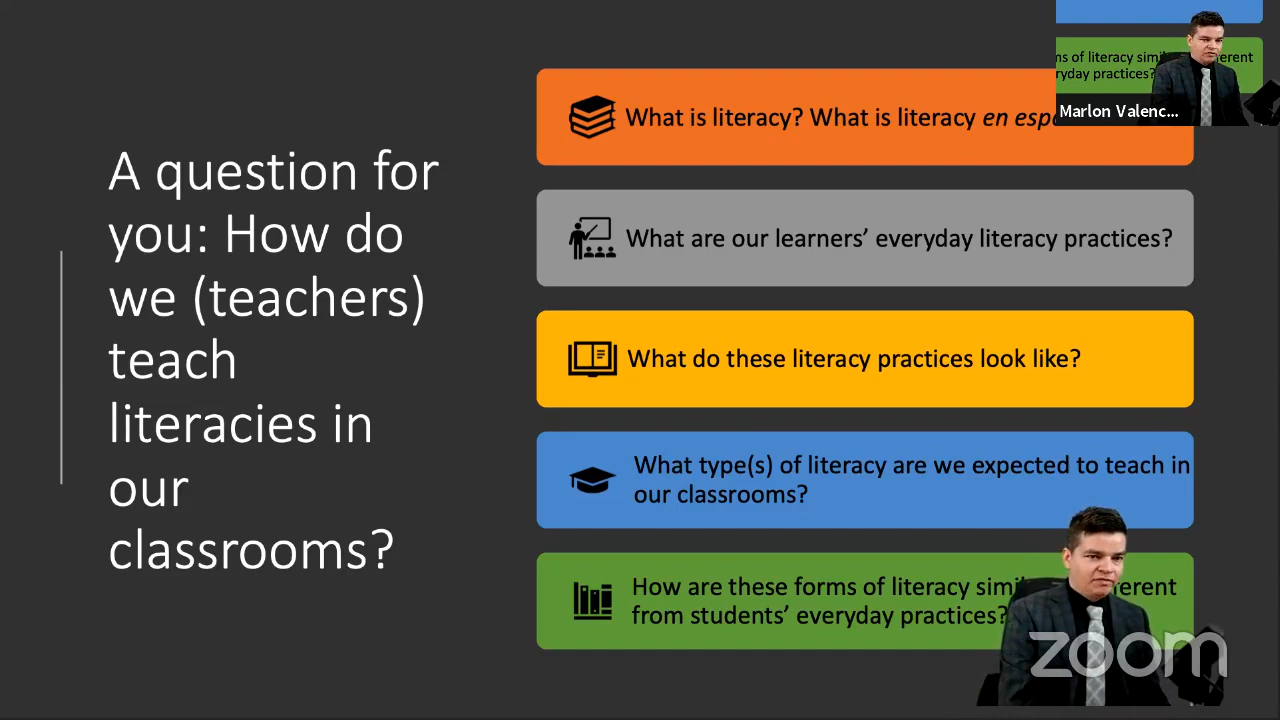 A question for
you: How do
we (teachers)
teach
literacies in
our
classrooms?
What is literacy? What is literacy en
What are our learners' everyday literacy practices?
What do these literacy practices look like?
What type(s) of literacy are we expected to teach in
our classrooms?
How are these forms of literacy
from students' everyday practices?
of literacy
practices?
Marlon Valenc...
zoom